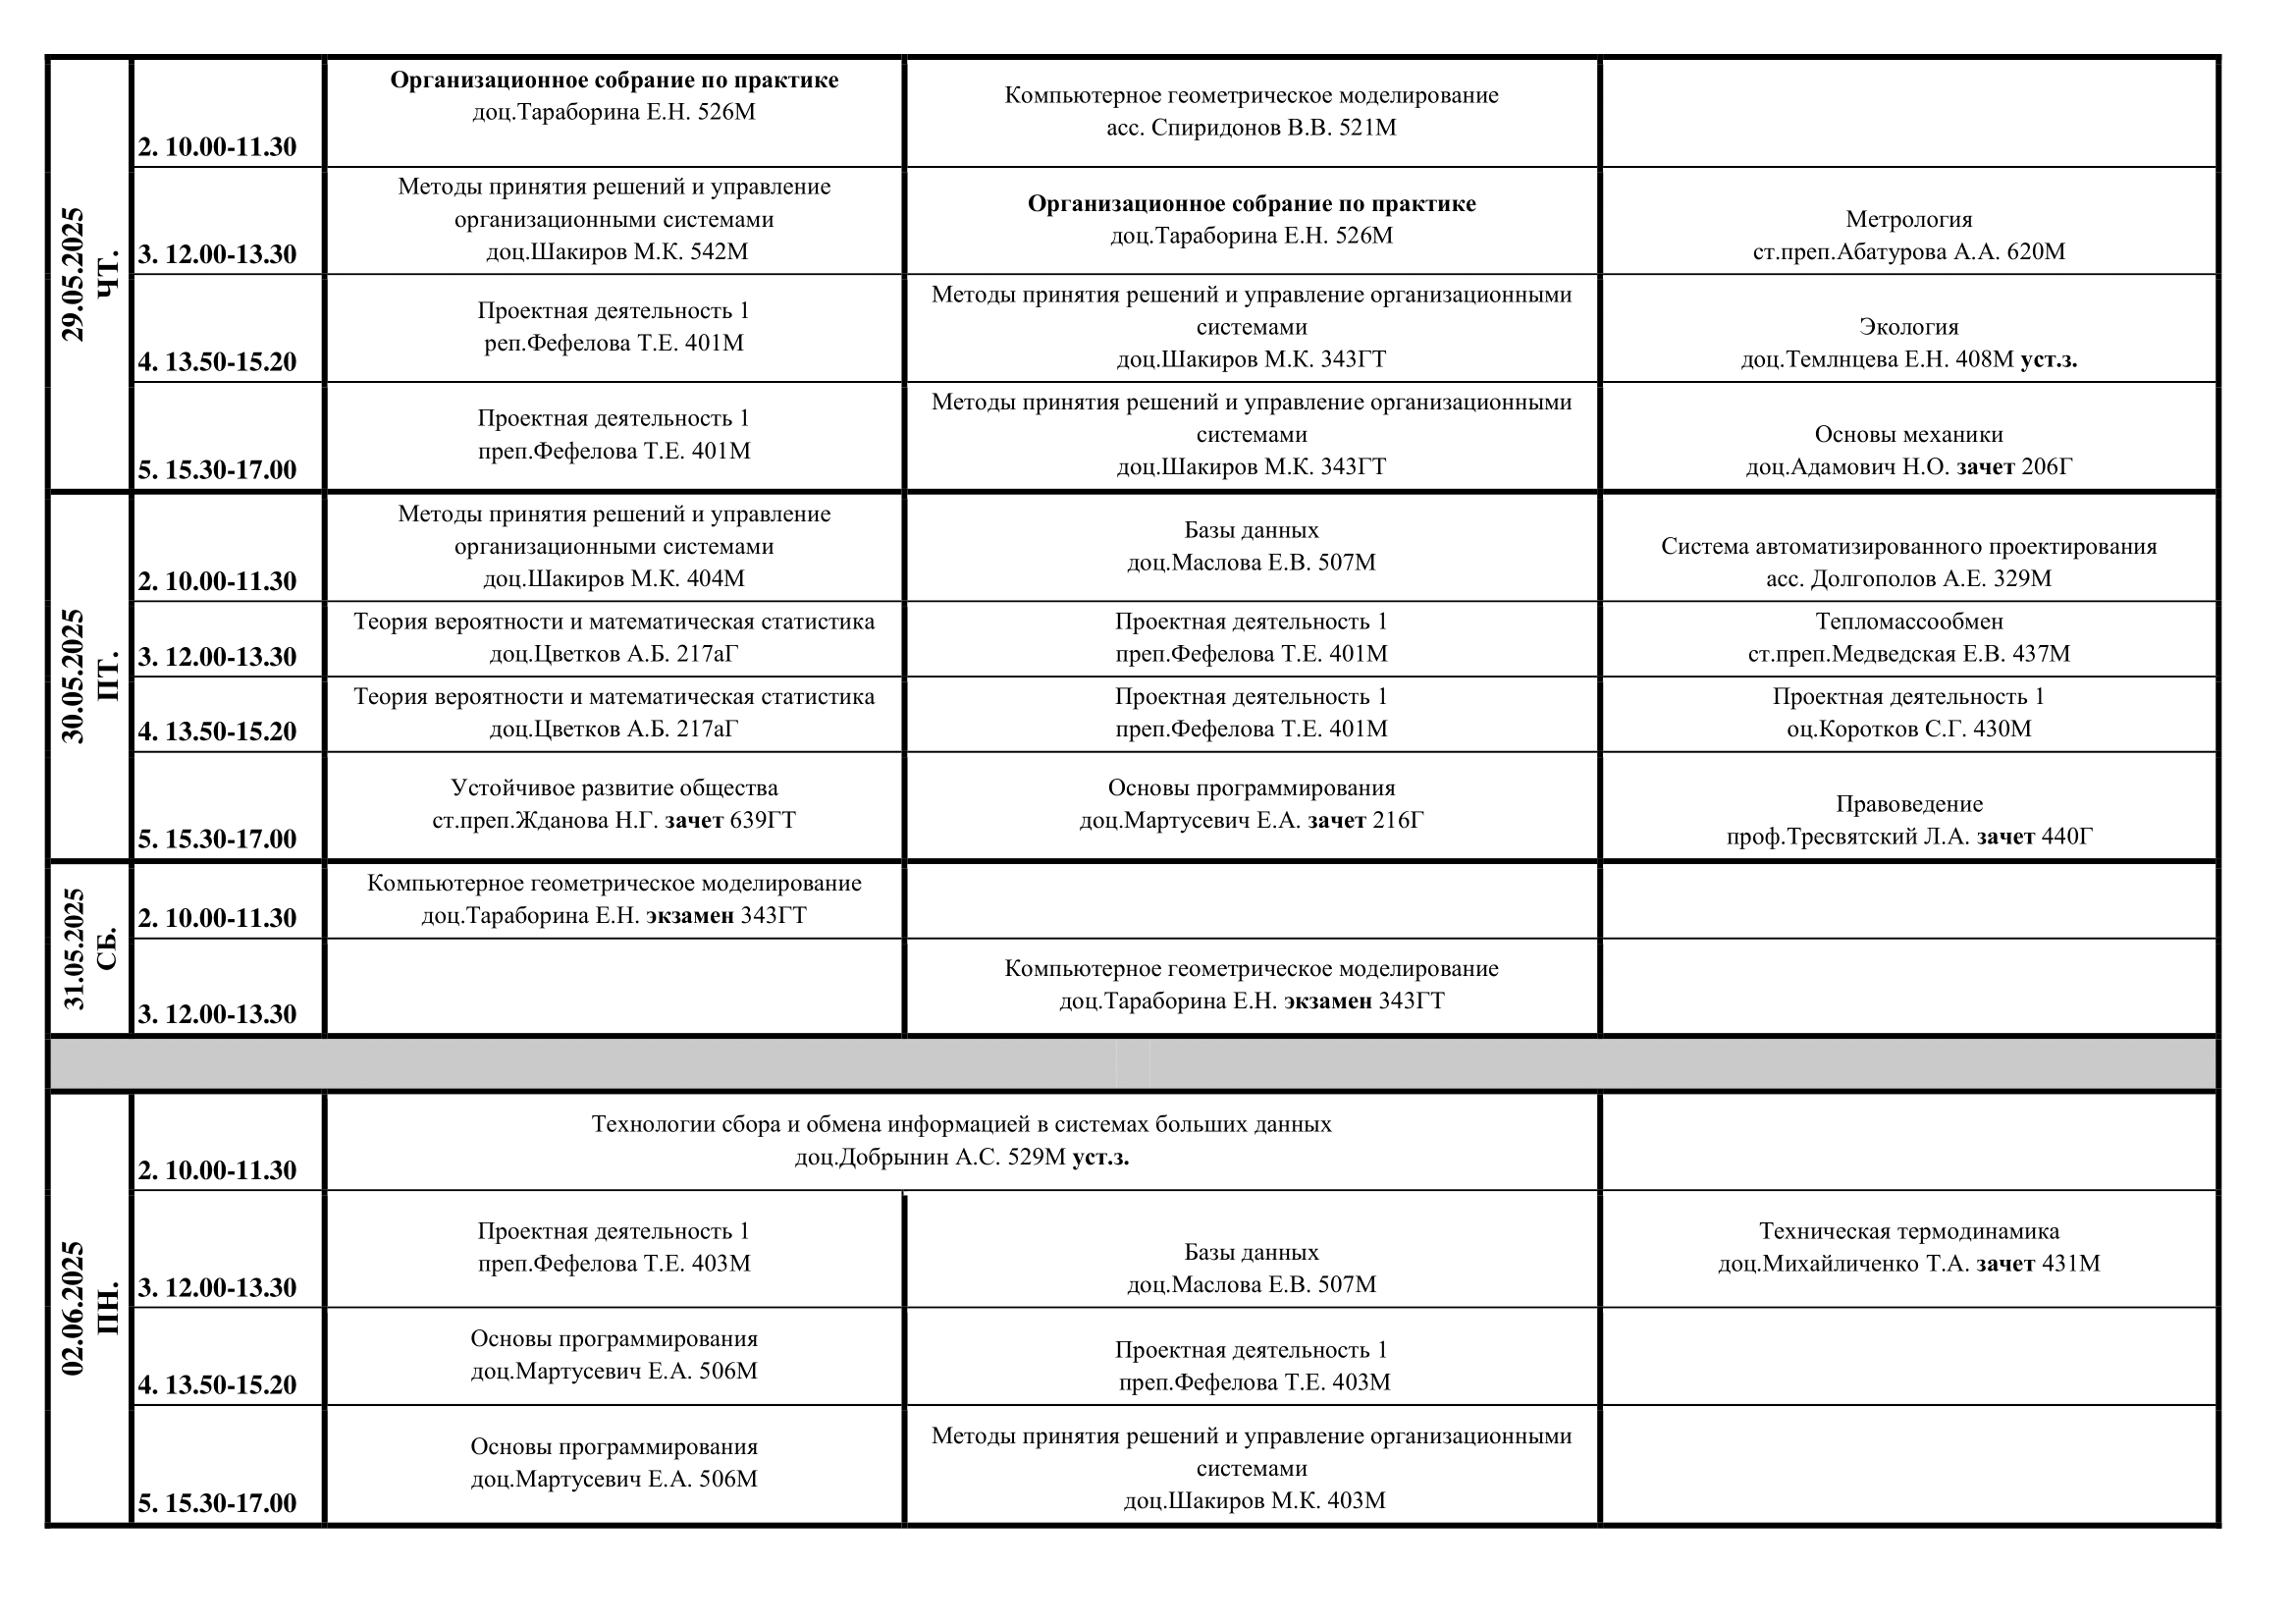 29.05.2025
ЧТ.
2. 10.00-11.30
Организационное собрание по практике
доц.Тараборина Е.Н. 526М
Компьютерное геометрическое моделирование
асс. Спиридонов В.В. 521М
3. 12.00-13.30
Методы принятия решений и управление
организационными системами
доц.Шакиров М.К. 542М
Организационное собрание по практике
доц.Тараборина Е.Н. 526М
Метрология
ст.преп.Абатурова А.А. 620М
4. 13.50-15.20
Проектная деятельность 1
реп.Фефелова Т.Е. 401М
Методы принятия решений и управление организационными
системами
доц.Шакиров М.К. 343ГТ
Экология
доц.Темлнцева Е.Н. 408М уст.з.
5. 15.30-17.00
Проектная деятельность 1
преп.Фефелова Т.Е. 401М
Методы принятия решений и управление организационными
системами
доц.Шакиров М.К. 343ГТ
Основы механики
доц.Адамович Н.О. зачет 206Г
30.05.2025
ПТ.
2. 10.00-11.30
Методы принятия решений и управление
организационными системами
доц.Шакиров М.К. 404М
Базы данных
доц.Маслова Е.В. 507М
Система автоматизированного проектирования
асс. Долгополов А.Е. 329М
3. 12.00-13.30
Теория вероятности и математическая статистика
доц.Цветков А.Б. 217аГ
Проектная деятельность 1
преп.Фефелова Т.Е. 401М
Тепломассообмен
ст.преп.Медведская Е.В. 437М
4. 13.50-15.20
Теория вероятности и математическая статистика
доц.Цветков А.Б. 217аГ
Проектная деятельность 1
преп.Фефелова Т.Е. 401М
Проектная деятельность 1
оц.Коротков С.Г. 430М
5. 15.30-17.00
Устойчивое развитие общества
ст.преп.Жданова Н.Г. зачет 639ГТ
Основы программирования
доц.Мартусевич Е.А. зачет 216Г
Правоведение
проф.Тресвятский Л.А. зачет 440Г
31.05.2025
СБ.
2. 10.00-11.30
Компьютерное геометрическое моделирование
доц.Тараборина Е.Н. экзамен 343ГТ
3. 12.00-13.30
Компьютерное геометрическое моделирование
доц.Тараборина Е.Н. экзамен 343ГТ
02.06.2025
ПН.
2. 10.00-11.30
Технологии сбора и обмена информацией в системах больших данных
доц.Добрынин А.С. 529М уст.з.
3. 12.00-13.30
Проектная деятельность 1
преп.Фефелова Т.Е. 403М
Базы данных
доц.Маслова Е.В. 507М
Техническая термодинамика
доц.Михайличенко Т.А. зачет 431М
4. 13.50-15.20
Основы программирования
доц.Мартусевич Е.А. 506М
Проектная деятельность 1
преп.Фефелова Т.Е. 403М
5. 15.30-17.00
Основы программирования
доц.Мартусевич Е.А. 506М
Методы принятия решений и управление организационными
системами
доц.Шакиров М.К. 403М